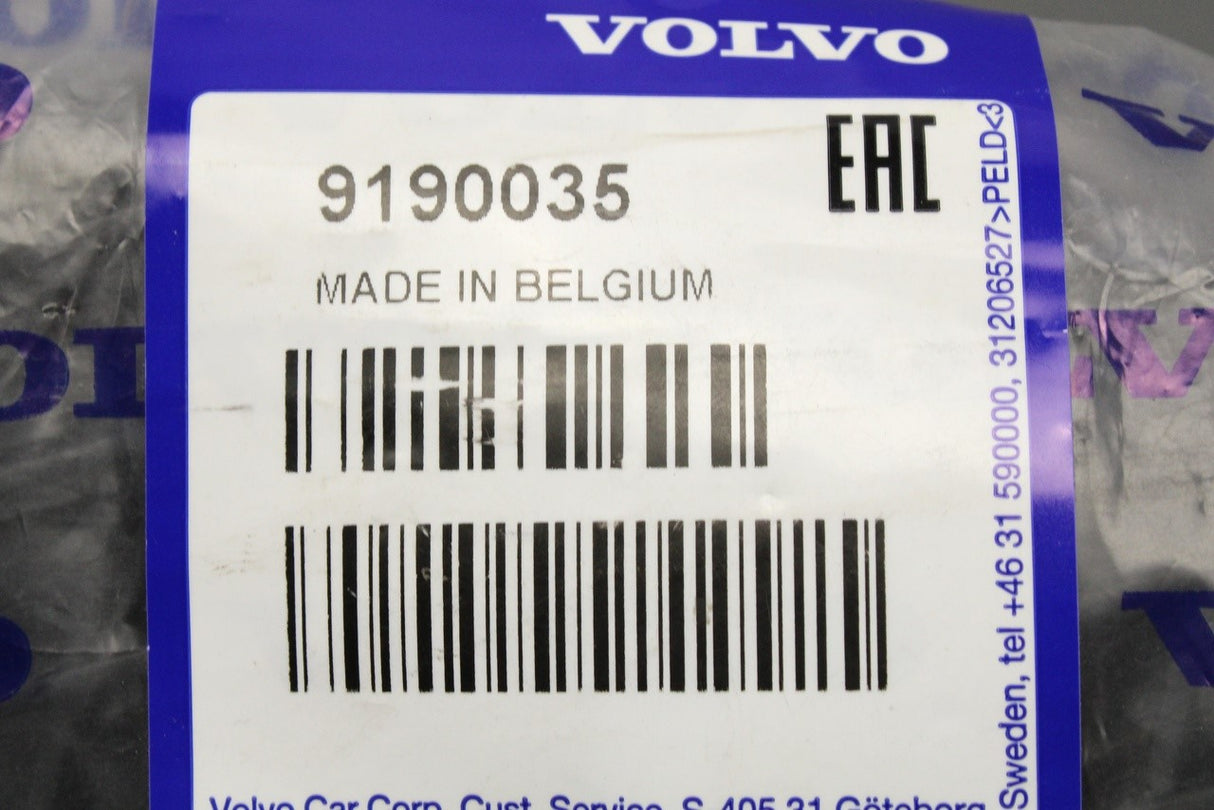 VOLVO
EAC
9190035
MADE IN BELGIUM
Volvo Car Corp. Cust. Service, S-405 31 Göteborg
Sweden, tel +46 31 590000, 31206527>PELD<3